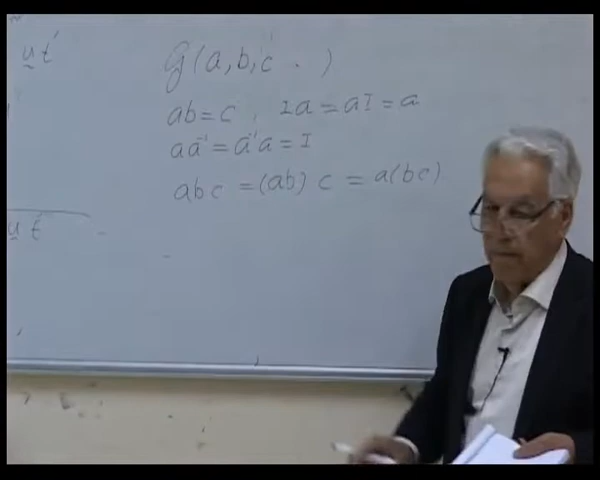 u t'
G(a,b,c . )
ab=c , Ia=aI=a
aa⁻¹=a⁻¹a=I
abc =(ab) c =a(bc)
u t'